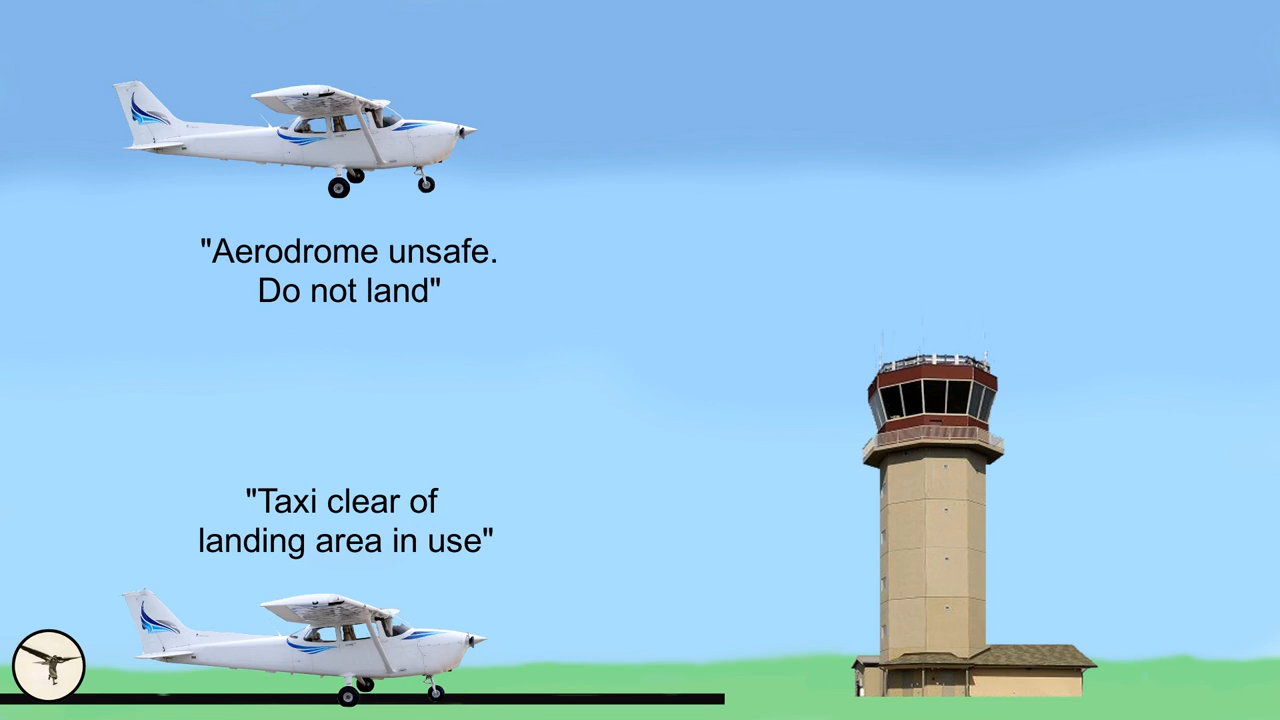 "Aerodrome unsafe.
Do not land"
"Taxi clear of
landing area in use"